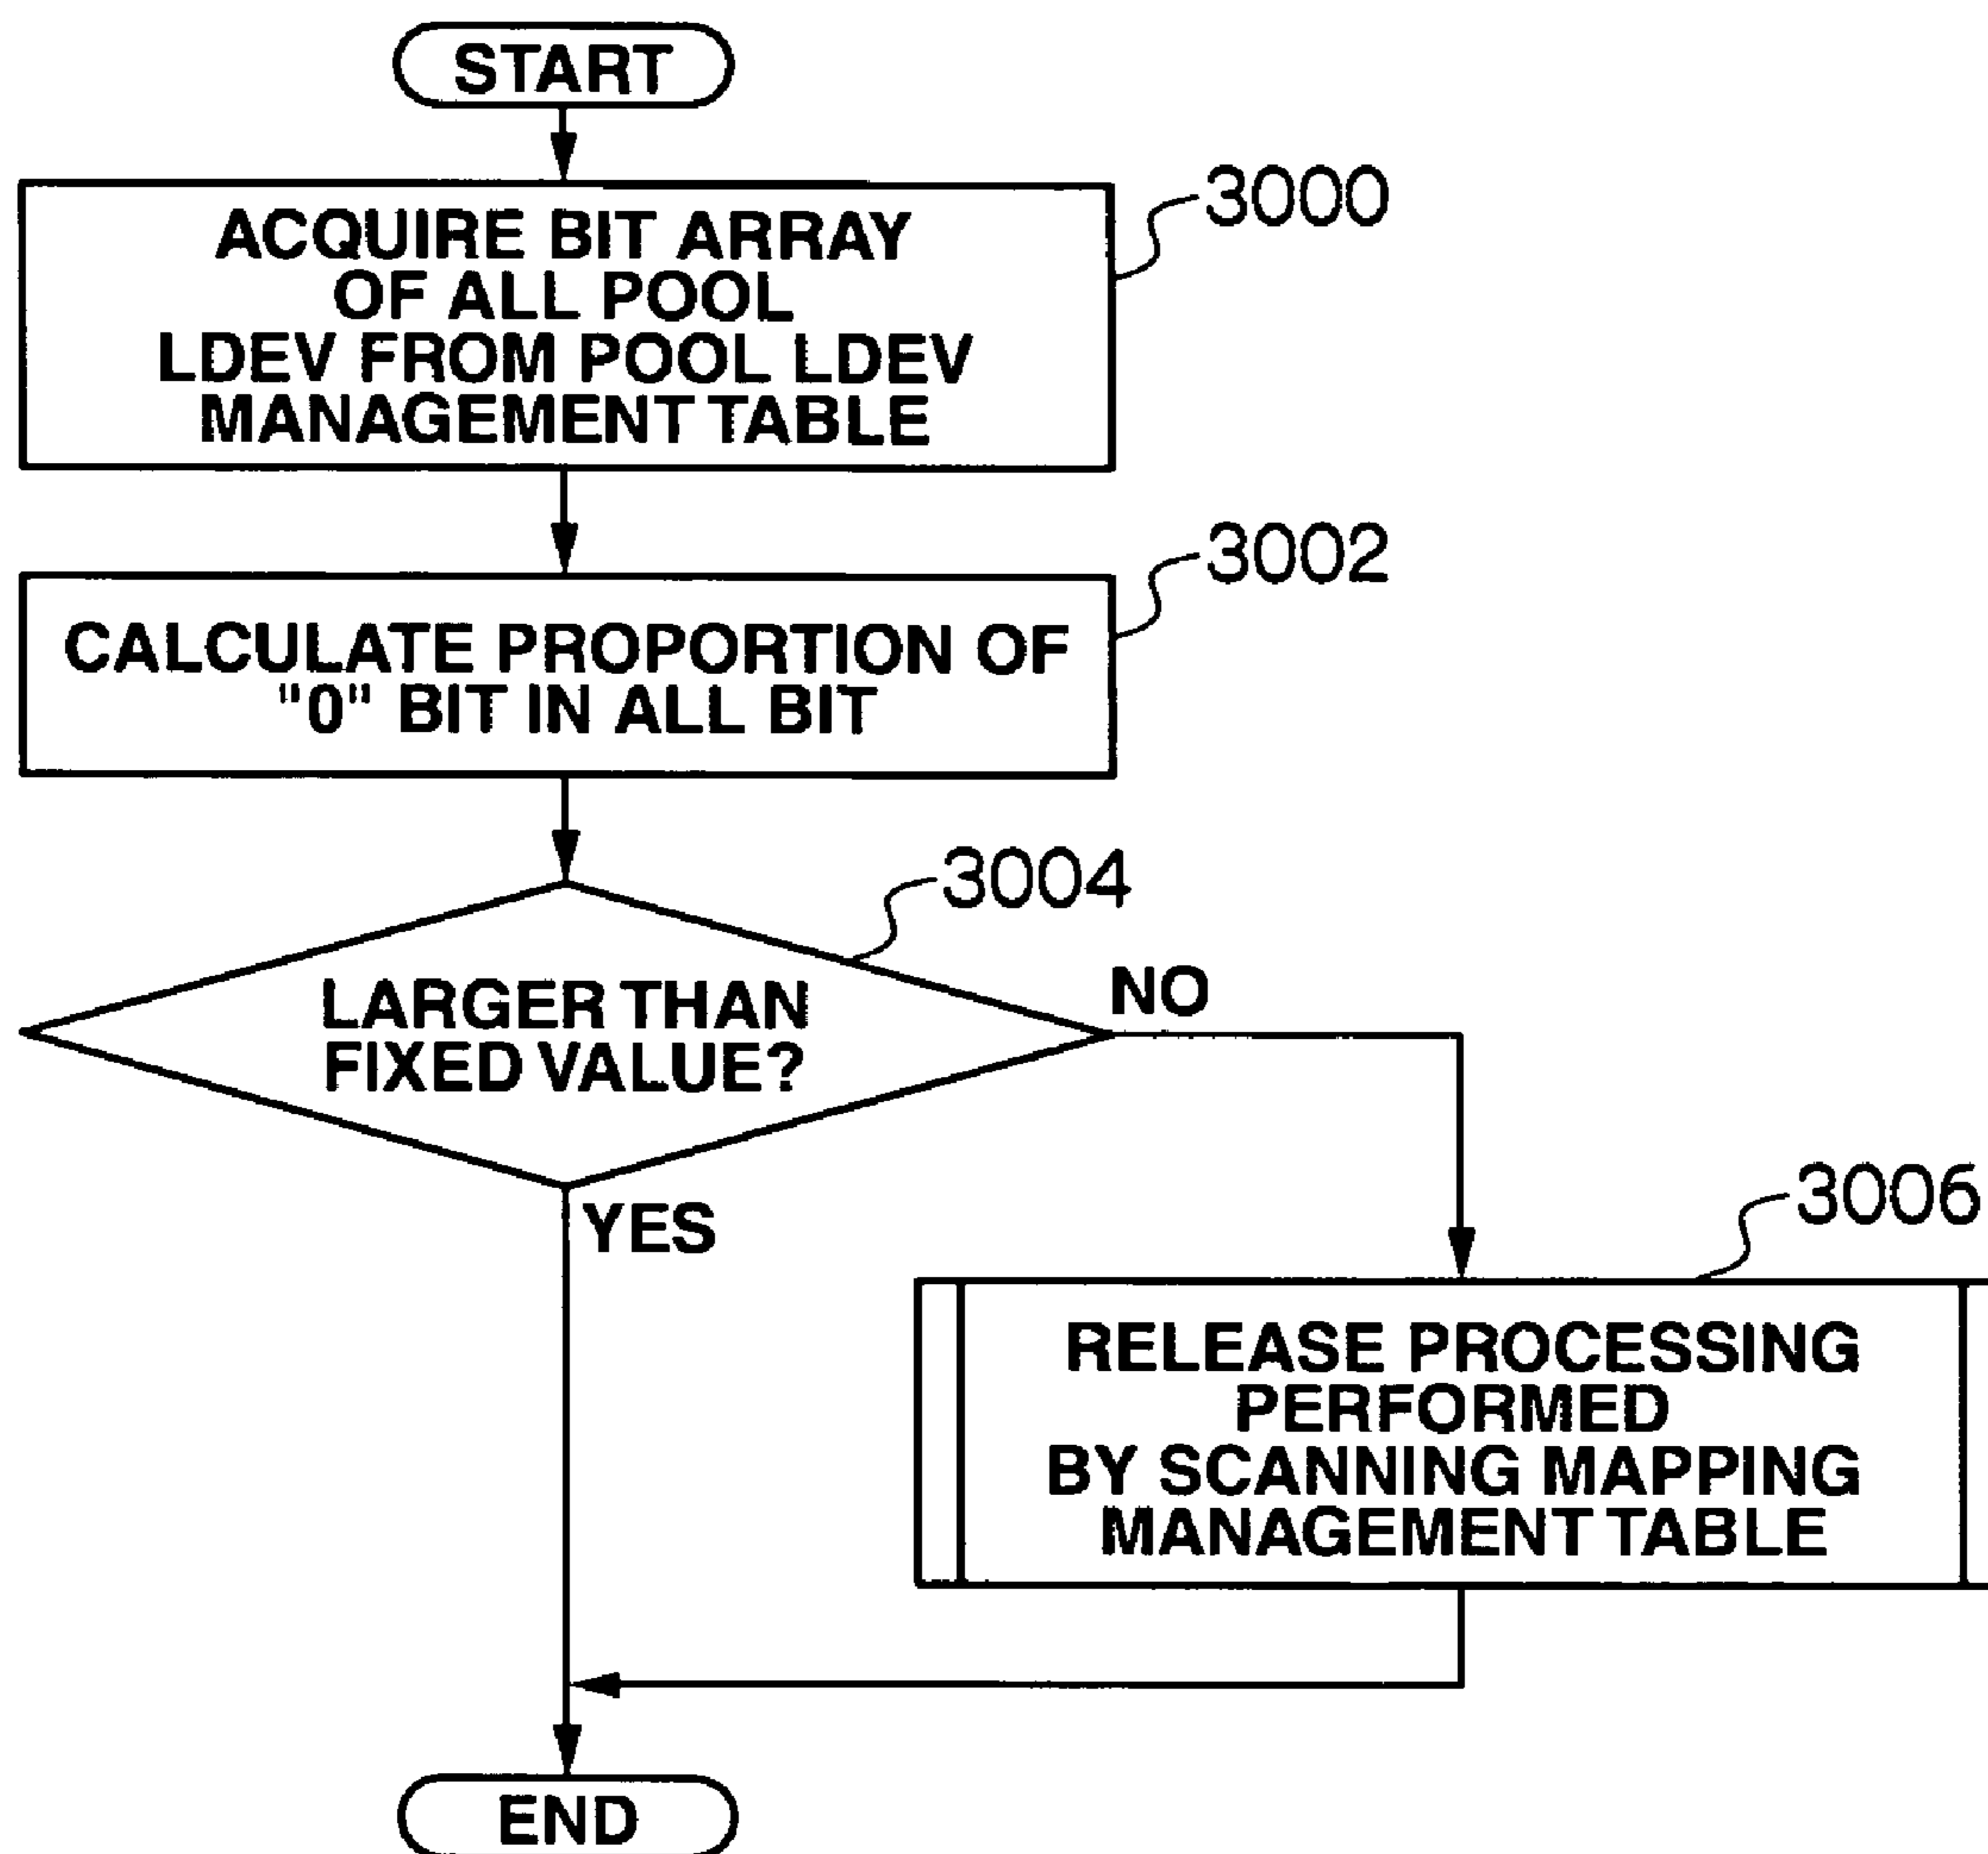 START
3000
ACQUIRE BIT ARRAY
OF ALL POOL
LDEV FROM POOL LDEV
MANAGEMENT TABLE
3002
CALCULATE PROPORTION OF
"0" BIT IN ALL BIT
3004
LARGER THAN
FIXED VALUE?
NO
YES
3006
RELEASE PROCESSING
PERFORMED
BY SCANNING MAPPING
MANAGEMENT TABLE
END